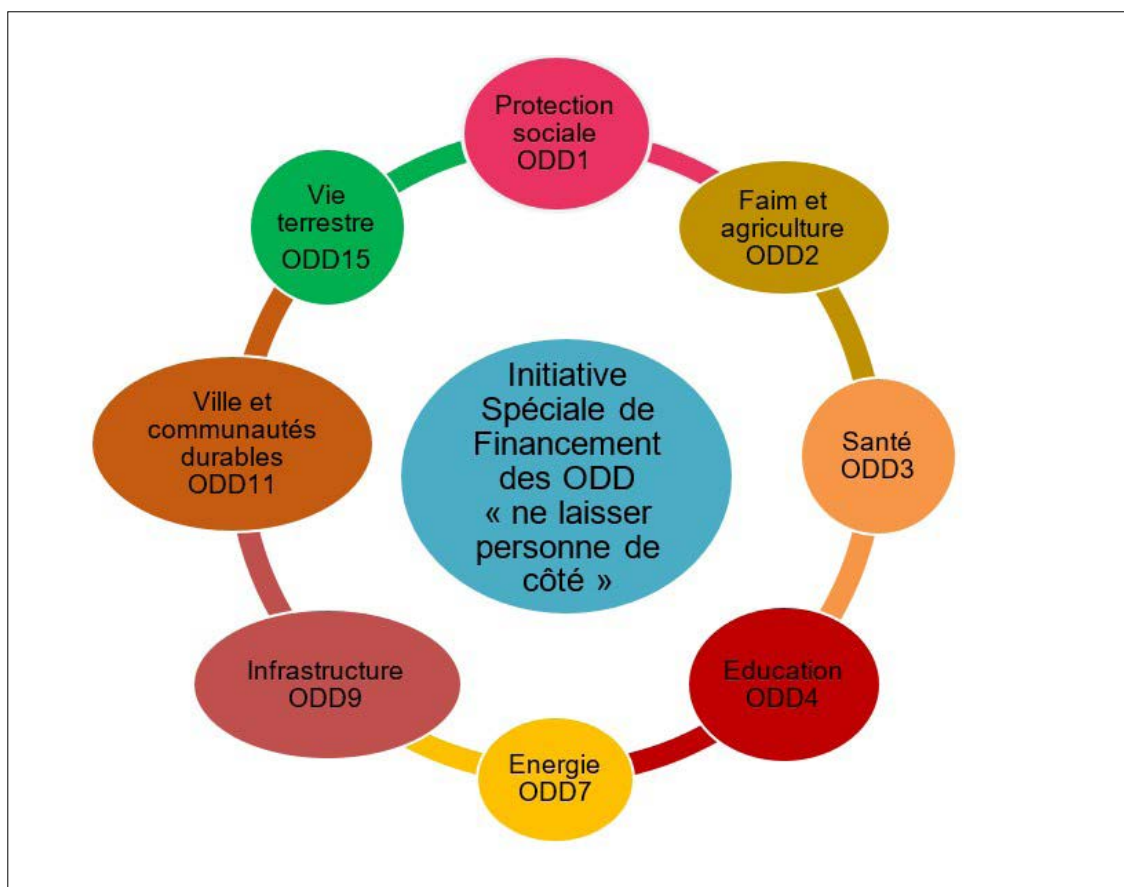 Protection
sociale
ODD1
Faim et
agriculture
ODD2
Santé
ODD3
Education
ODD4
Energie
ODD7
Infrastructure
ODD9
Ville et
communautés
durables
ODD11
Vie
terrestre
ODD15
Initiative
Spéciale de
Financement
des ODD
« ne laisser
personne de
côté »